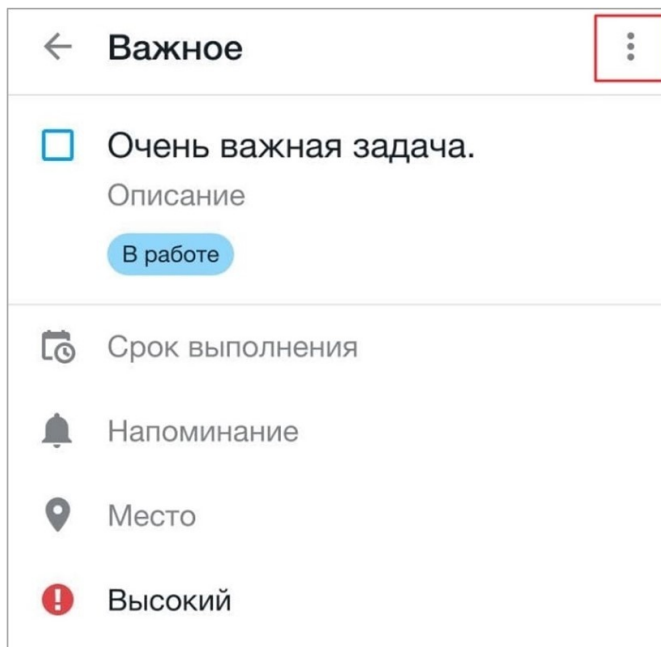 Важное
Очень важная задача.
Описание
В работе
Срок выполнения
Напоминание
Место
Высокий